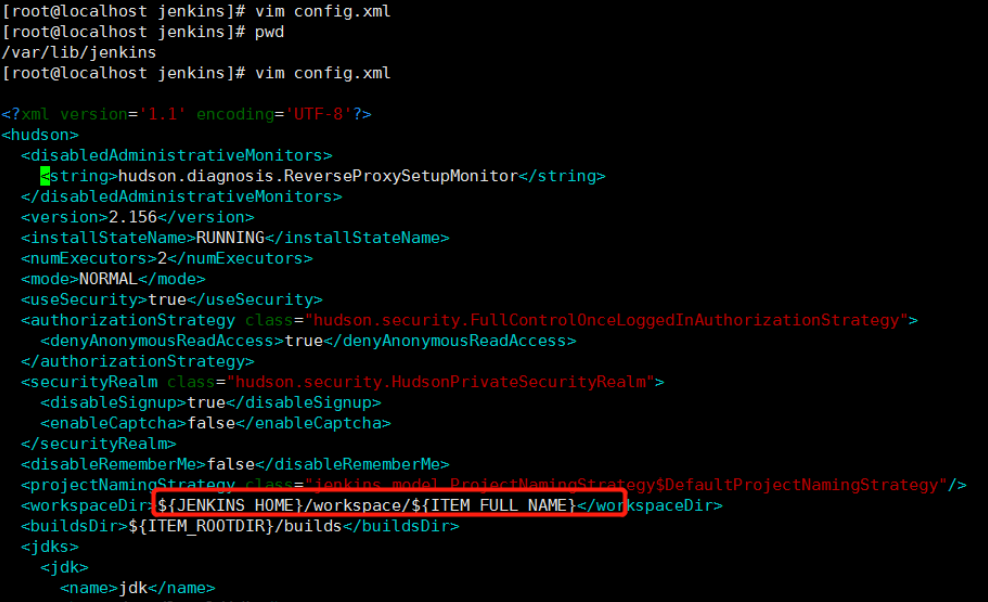 [root@localhost jenkins]# vim config.xml
[root@localhost jenkins]# pwd
/var/lib/jenkins
[root@localhost jenkins]# vim config.xml
<?xml version='1.1' encoding='UTF-8'?>
<hudson>
  <disabledAdministrativeMonitors>
    <string>hudson.diagnosis.ReverseProxySetupMonitor</string>
  </disabledAdministrativeMonitors>
  <version>2.156</version>
  <installStateName>RUNNING</installStateName>
  <numExecutors>2</numExecutors>
  <mode>NORMAL</mode>
  <useSecurity>true</useSecurity>
  <authorizationStrategy class="hudson.security.FullControlOnceLoggedInAuthorizationStrategy">
    <denyAnonymousReadAccess>true</denyAnonymousReadAccess>
  </authorizationStrategy>
  <securityRealm class="hudson.security.HudsonPrivateSecurityRealm">
    <disableSignup>true</disableSignup>
    <enableCaptcha>false</enableCaptcha>
  </securityRealm>
  <disableRememberMe>false</disableRememberMe>
  <projectNamingStrategy class="jenkins.model.ProjectNamingStrategy$DefaultProjectNamingStrategy"/>
  <workspaceDir>${JENKINS_HOME}/workspace/${ITEM_FULL_NAME}</workspaceDir>
  <buildsDir>${ITEM_ROOTDIR}/builds</buildsDir>
  <jdks>
    <jdk>
      <name>jdk</name>